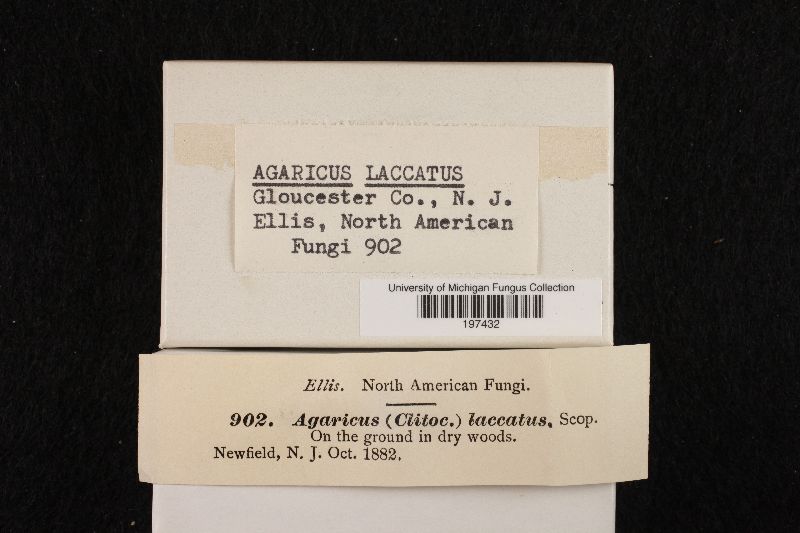 AGARICUS LACCATUS
Gloucester Co., N. J.
Ellis, North American
Fungi 902
University of Michigan Fungus Collection
197432
Ellis. North American Fungi.
902. Agaricus (Clitoc.) laccatus, Scop.
On the ground in dry woods.
Newfield, N. J. Oct. 1882.